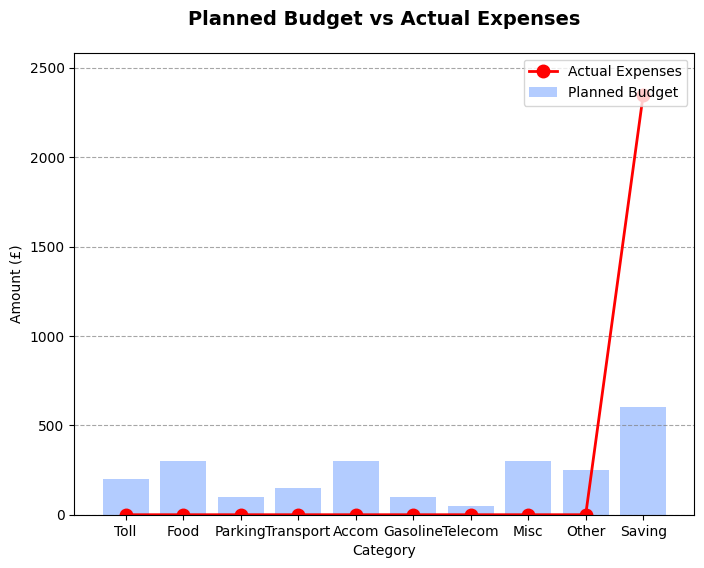 Planned Budget vs Actual Expenses
2500
2000
1500
1000
500
0
Amount (£)
Actual Expenses
Planned Budget
Toll Food Parking Transport Accom Gasoline Telecom Misc Other Saving
Category